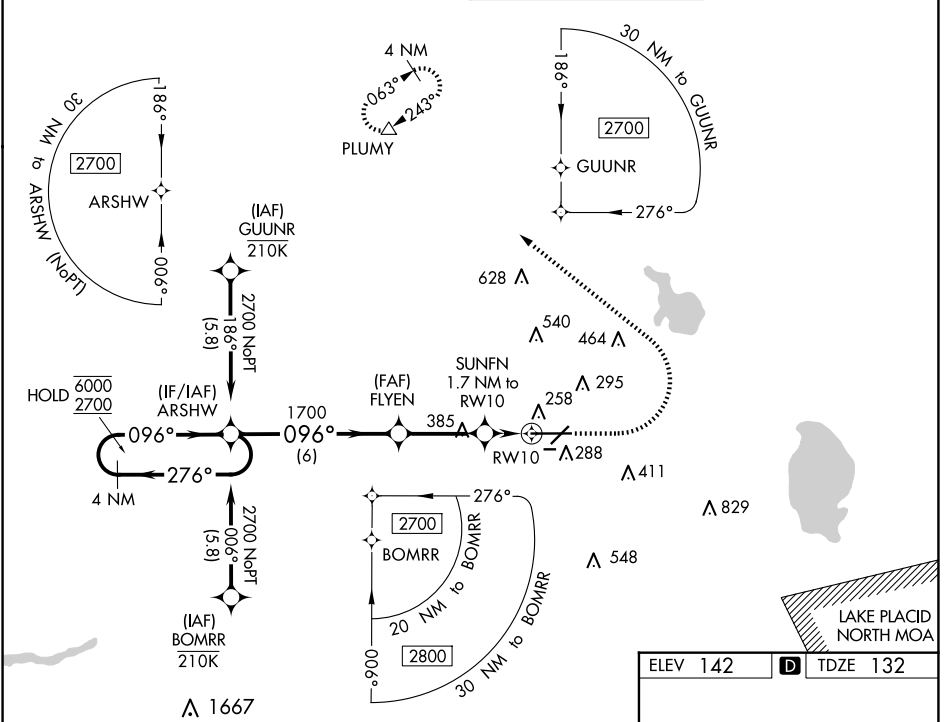 4 NM
063°
243°
PLUMY
30 NM to GUUNR
186°
2700
GUUNR
276°
30 NM to ARSHW (NoPT)
186°
2700
ARSHW
006°
(IAF)
GUUNR
210K
2700 NoPT
186°
(5.8)
628
540
464
295
258
288
411
829
548
385
SUNFN
1.7 NM to
RW10
(FAF)
FLYEN
HOLD 6000
2700
(IF/IAF)
ARSHW
1700
096°
(6)
096°
276°
4 NM
RW10
2700 NoPT
006°
(5.8)
(IAF)
BOMRR
210K
276°
2700
BOMRR
20 NM to BOMRR
006°
2800
30 NM to BOMRR
LAKE PLACID
NORTH MOA
ELEV 142 D TDZE 132
1667